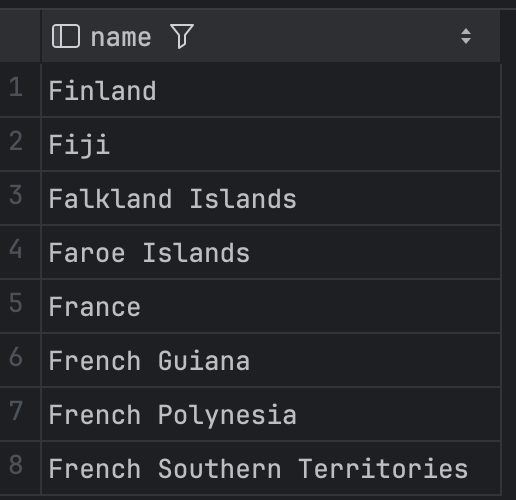 name
1 Finland
2 Fiji
3 Falkland Islands
4 Faroe Islands
5 France
6 French Guiana
7 French Polynesia
8 French Southern Territories